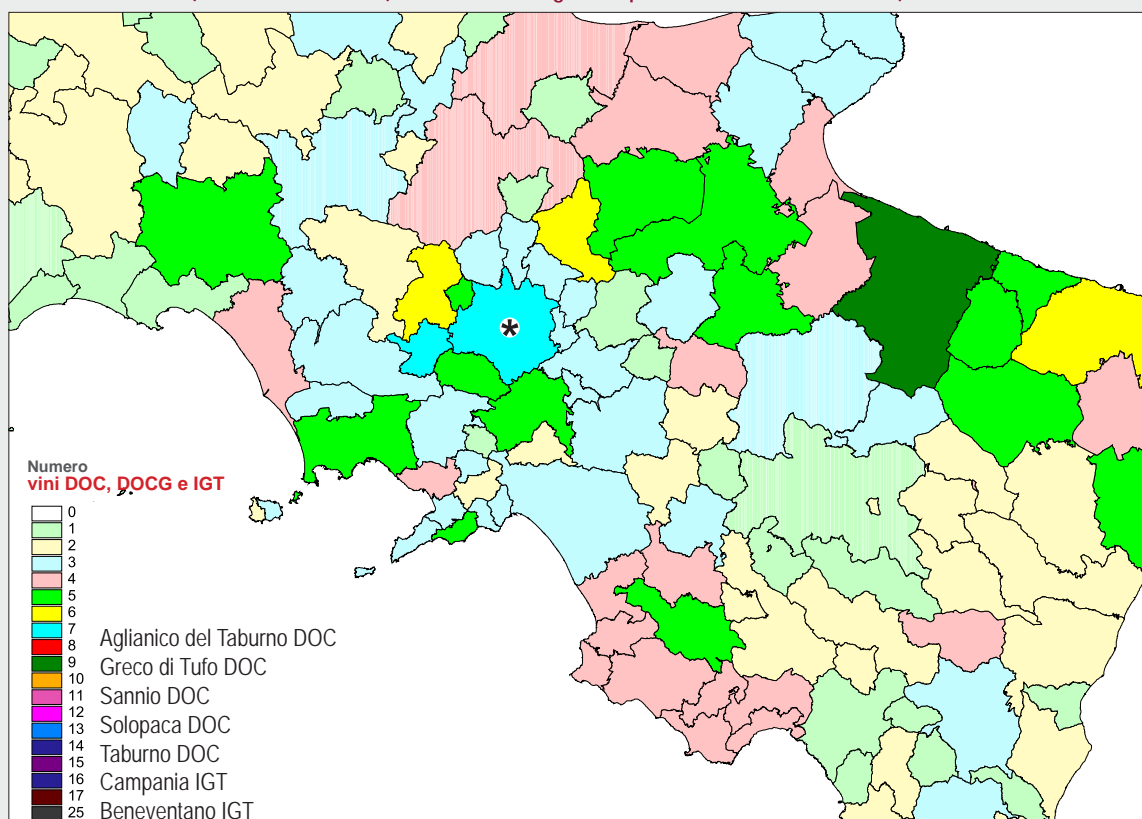 Numero
vini DOC, DOCG e IGT
0
1
2
3
4
5
6
7
8
9
10
11
12
13
14
15
16
17
25
Aglianico del Taburno DOC
Greco di Tufo DOC
Sannio DOC
Solopaca DOC
Taburno DOC
Campania IGT
Beneventano IGT
*